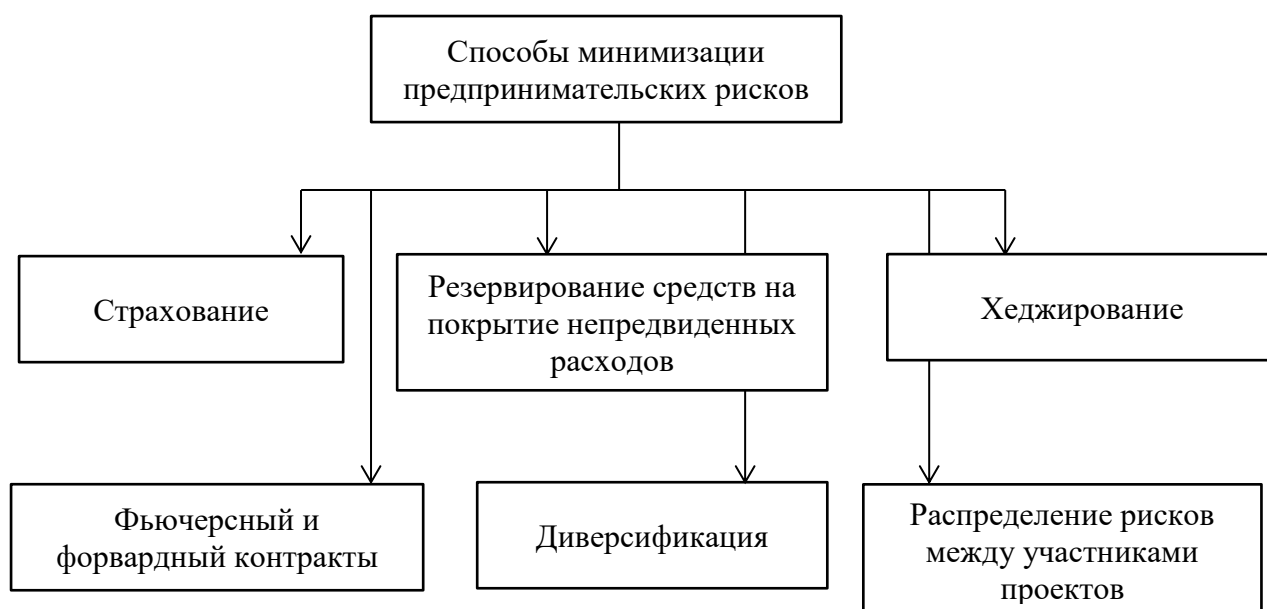 Способы минимизации
предпринимательских рисков
Страхование
Резервирование средств на
покрытие непредвиденных
расходов
Хеджирование
Фьючерсный и
форвардный контракты
Диверсификация
Распределение рисков
между участниками
проектов